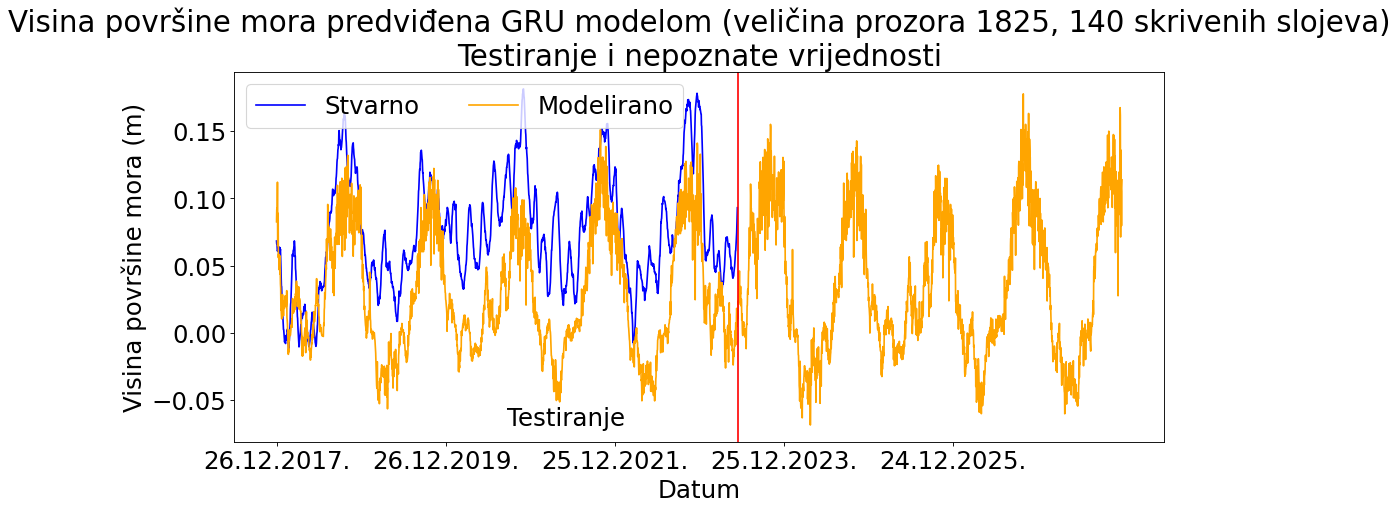 Visina površine mora predviđena GRU modelom (veličina prozora 1825, 140 skrivenih slojeva)
Testiranje i nepoznate vrijednosti
Stvarno Modelirano
Visina površine mora (m)
0.15
0.10
0.05
0.00
−0.05
Testiranje
26.12.2017. 26.12.2019. 25.12.2021. 25.12.2023. 24.12.2025.
Datum